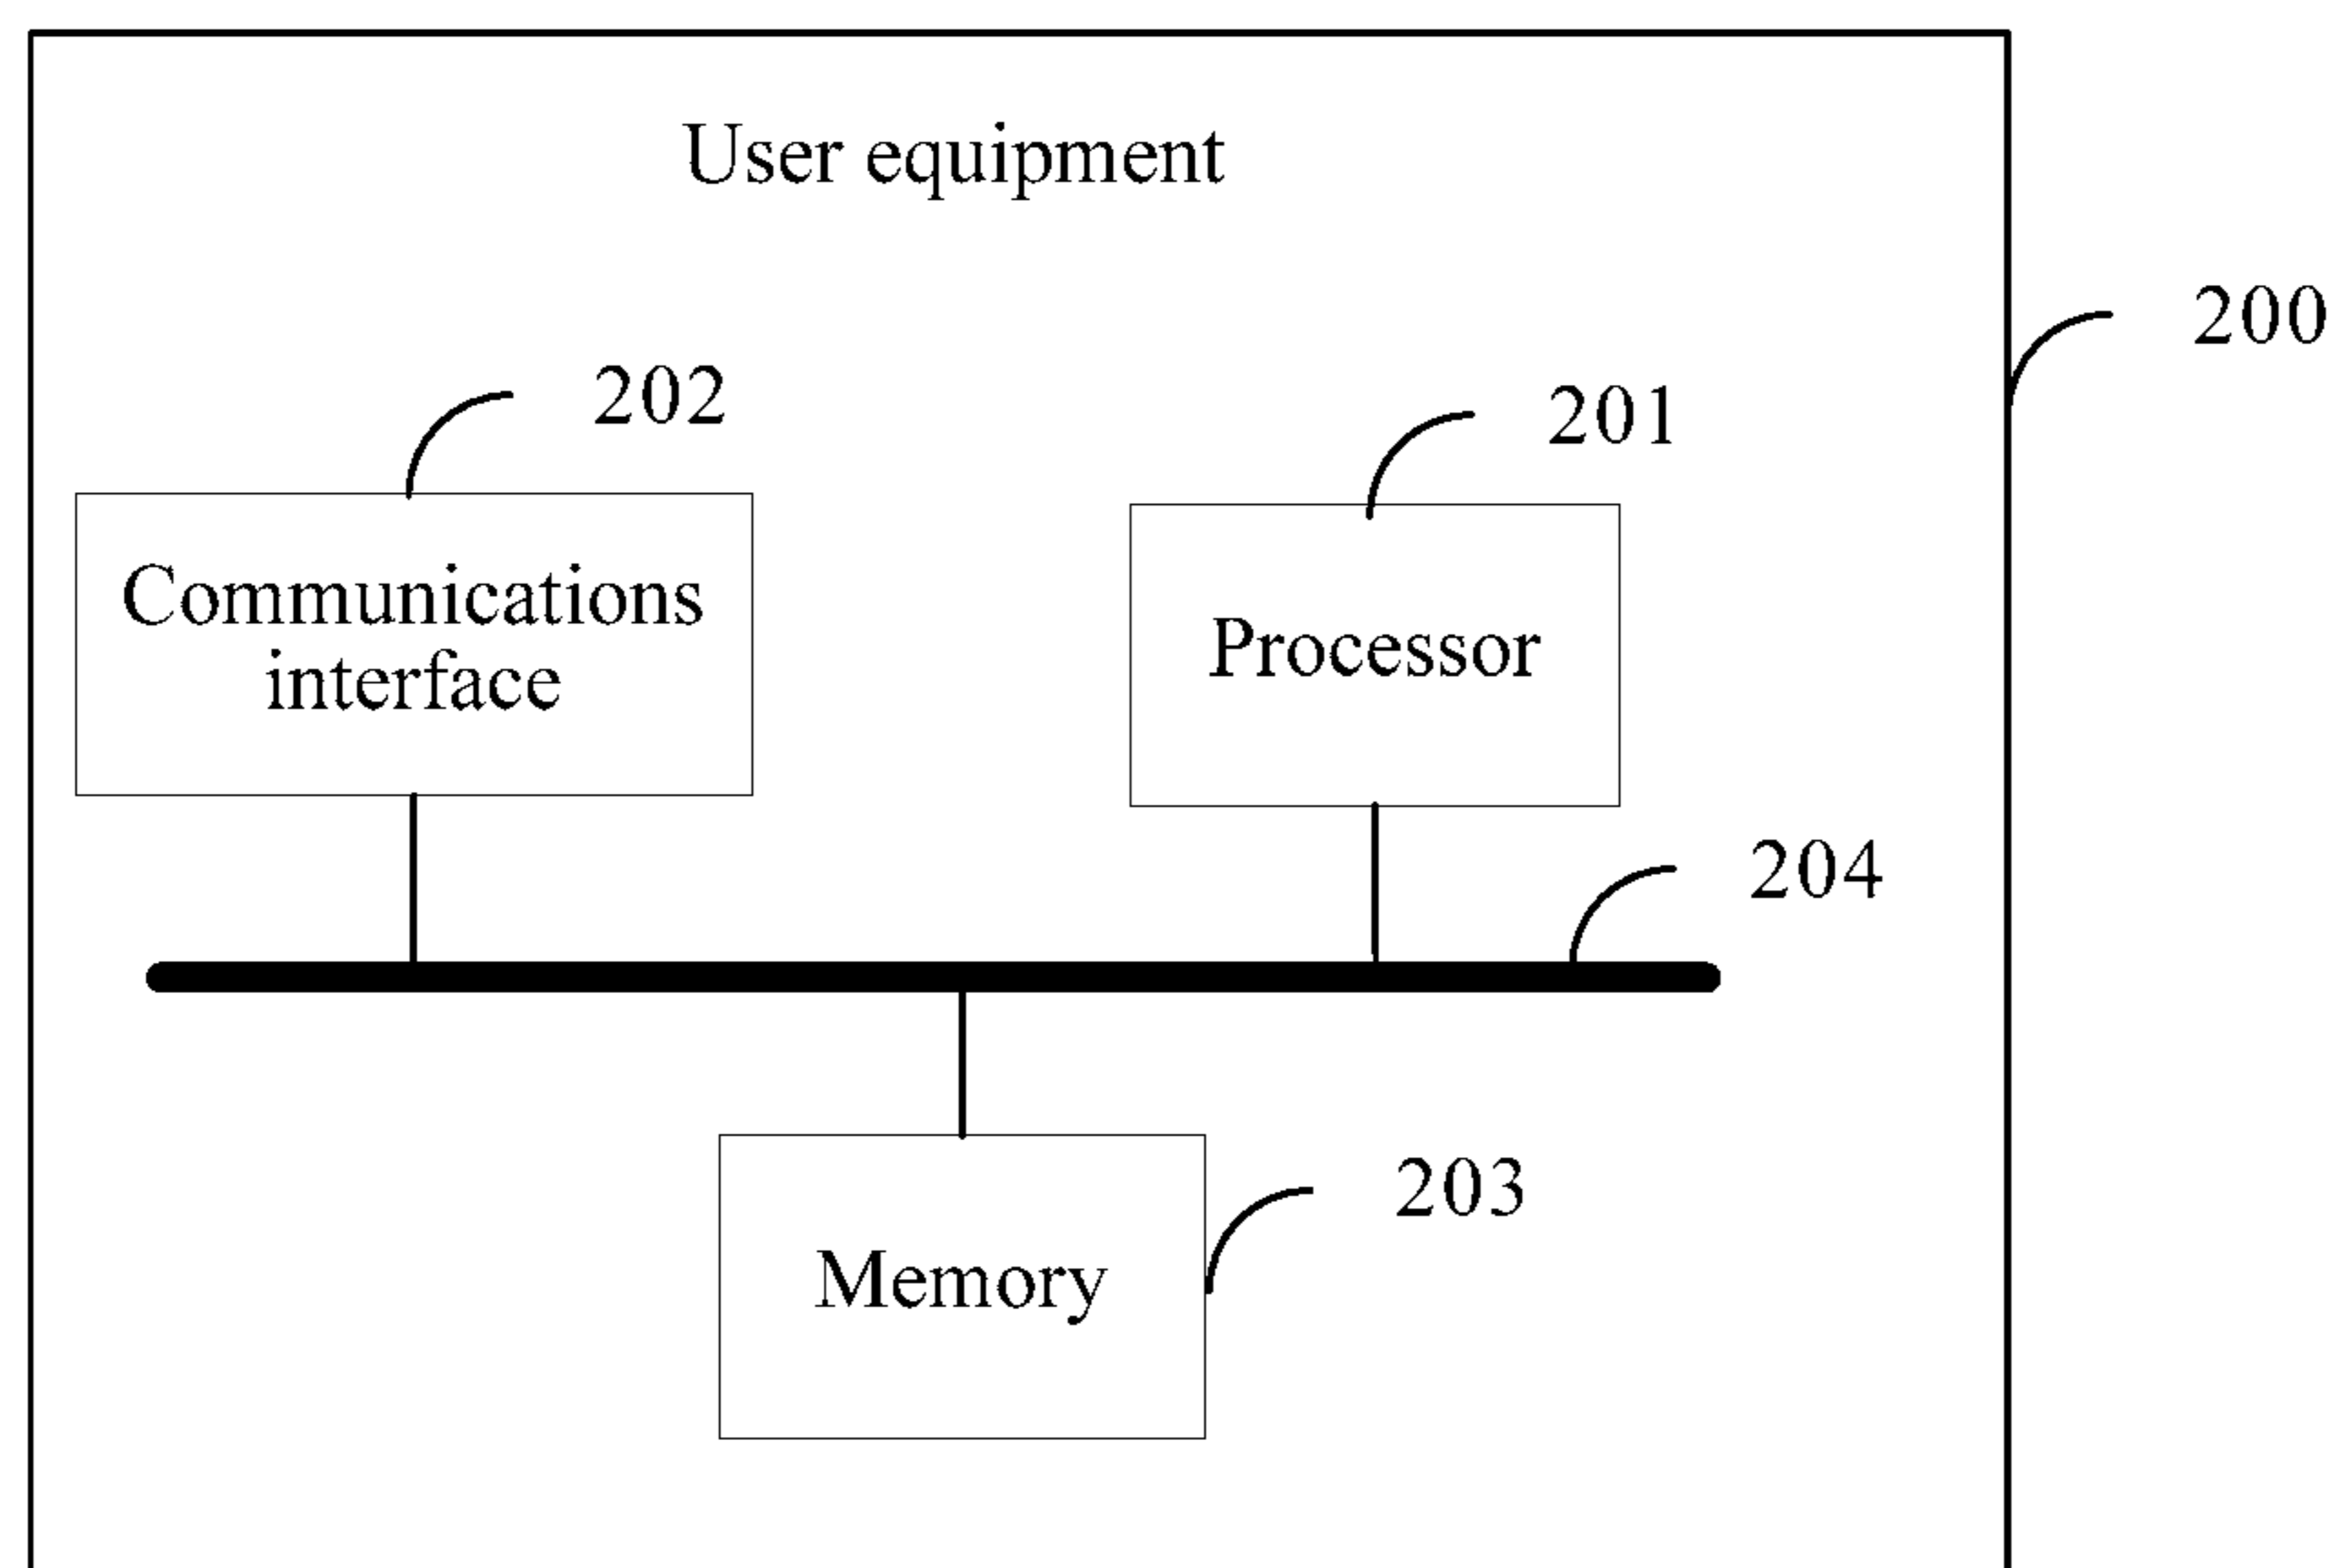 User equipment
200
202
201
Communications
interface
Processor
204
203
Memory